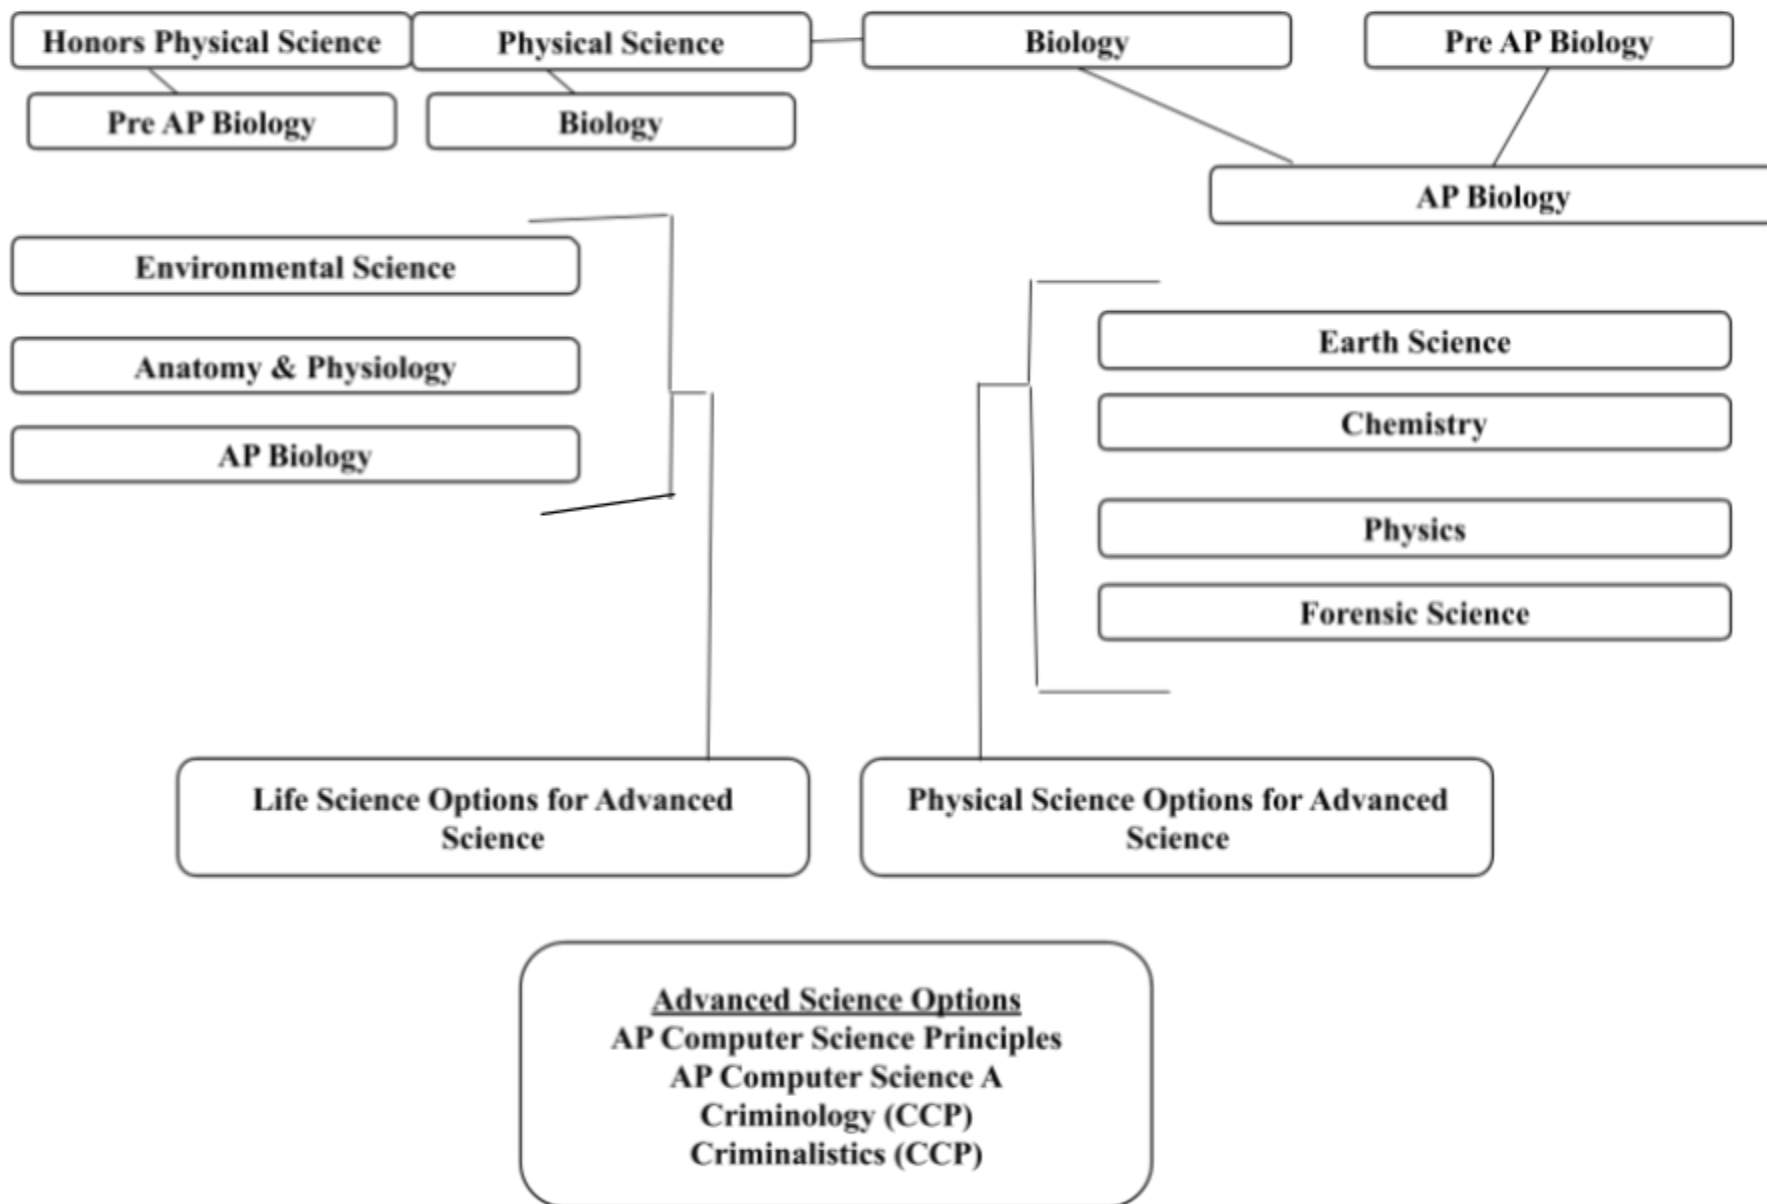 Honors Physical Science
Physical Science
Biology
Pre AP Biology
Pre AP Biology
Biology
AP Biology
Environmental Science
Anatomy & Physiology
AP Biology
Earth Science
Chemistry
Physics
Forensic Science
Life Science Options for Advanced
Science
Physical Science Options for Advanced
Science
Advanced Science Options
AP Computer Science Principles
AP Computer Science A
Criminology (CCP)
Criminalistics (CCP)